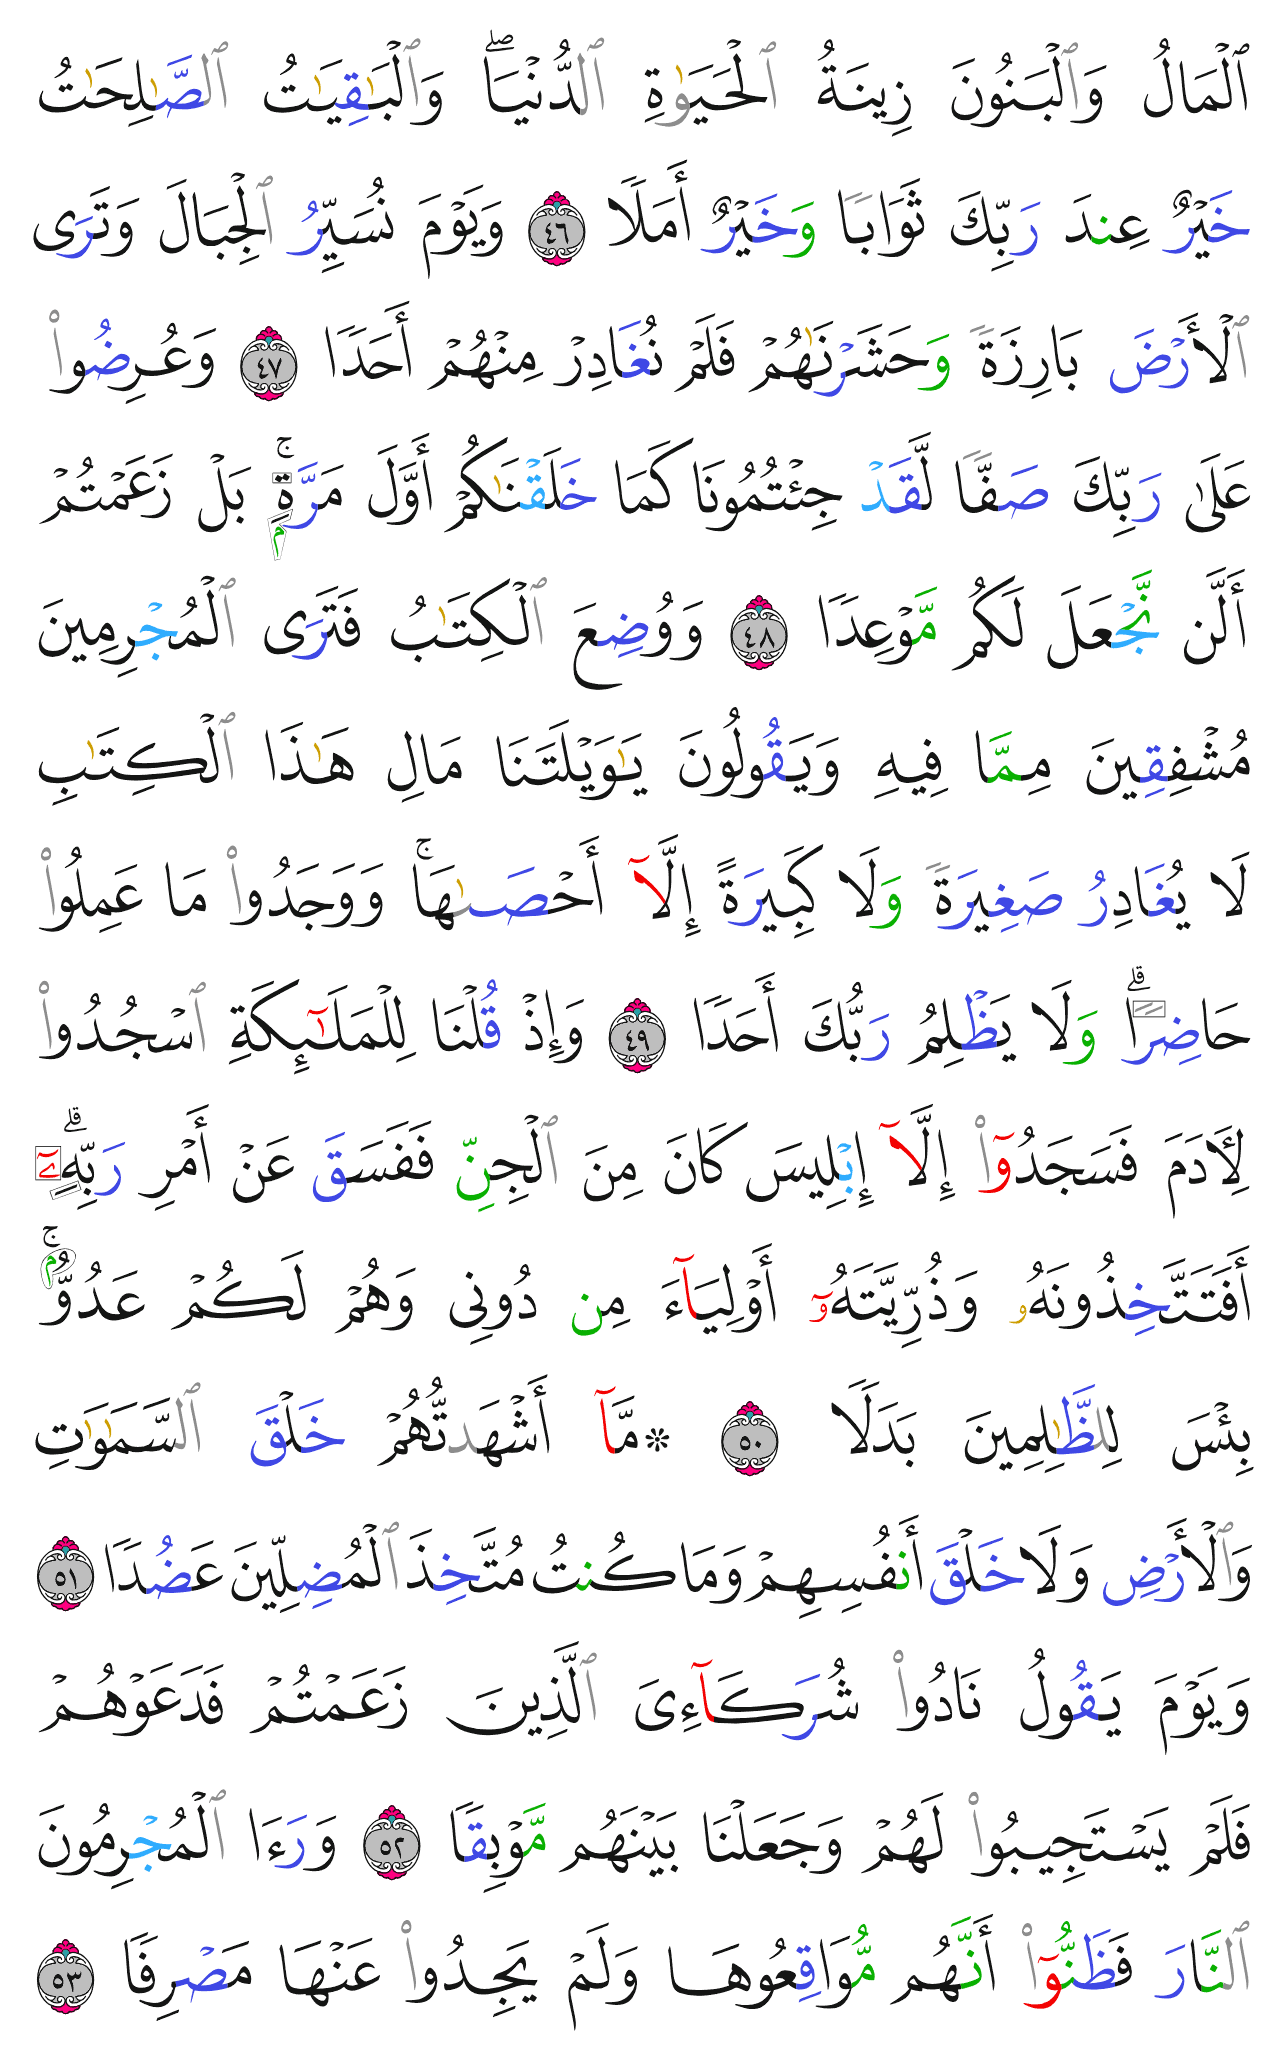 ٱلْمَالُ وَٱلْبَنُونَ زِينَةُ ٱلْحَيَوٰةِ ٱلدُّنْيَا ۖ وَٱلْبَـٰقِيَـٰتُ ٱلصَّـٰلِحَـٰتُ
خَيْرٌ عِندَ رَبِّكَ ثَوَابًا وَخَيْرٌ أَمَلًا ٤٦ وَيَوْمَ نُسَيِّرُ ٱلْجِبَالَ وَتَرَى
ٱلْأَرْضَ بَارِزَةً وَحَشَرْنَـٰهُمْ فَلَمْ نُغَادِرْ مِنْهُمْ أَحَدًا ٤٧ وَعُرِضُوا۟
عَلَىٰ رَبِّكَ صَفًّا لَّقَدْ جِئْتُمُونَا كَمَا خَلَقْنَـٰكُمْ أَوَّلَ مَرَّةٍۭ ۚ بَلْ زَعَمْتُمْ
أَلَّن نَّجْعَلَ لَكُم مَّوْعِدًا ٤٨ وَوُضِعَ ٱلْكِتَـٰبُ فَتَرَى ٱلْمُجْرِمِينَ
مُشْفِقِينَ مِمَّا فِيهِ وَيَقُولُونَ يَـٰوَيْلَتَنَا مَالِ هَـٰذَا ٱلْكِتَـٰبِ
لَا يُغَادِرُ صَغِيرَةً وَلَا كَبِيرَةً إِلَّآ أَحْصَىٰهَا ۚ وَوَجَدُوا۟ مَا عَمِلُوا۟
حَاضِرًا ۗ وَلَا يَظْلِمُ رَبُّكَ أَحَدًا ٤٩ وَإِذْ قُلْنَا لِلْمَلَـٰٓئِكَةِ ٱسْجُدُوا۟
لِـَٔادَمَ فَسَجَدُوٓا۟ إِلَّآ إِبْلِيسَ كَانَ مِنَ ٱلْجِنِّ فَفَسَقَ عَنْ أَمْرِ رَبِّهِۦٓ ۗ
أَفَتَتَّخِذُونَهُۥ وَذُرِّيَّتَهُۥٓ أَوْلِيَآءَ مِن دُونِى وَهُمْ لَكُمْ عَدُوٌّۢ ۚ
بِئْسَ لِلظَّـٰلِمِينَ بَدَلًا ٥٠ ۞ مَّآ أَشْهَدتُّهُمْ خَلْقَ ٱلسَّمَـٰوَٰتِ
وَٱلْأَرْضِ وَلَا خَلْقَ أَنفُسِهِمْ وَمَا كُنتُ مُتَّخِذَ ٱلْمُضِلِّينَ عَضُدًا ٥١
وَيَوْمَ يَقُولُ نَادُوا۟ شُرَكَآءِىَ ٱلَّذِينَ زَعَمْتُمْ فَدَعَوْهُمْ
فَلَمْ يَسْتَجِيبُوا۟ لَهُمْ وَجَعَلْنَا بَيْنَهُم مَّوْبِقًا ٥٢ وَرَءَا ٱلْمُجْرِمُونَ
ٱلنَّارَ فَظَنُّوٓا۟ أَنَّهُم مُّوَاقِعُوهَا وَلَمْ يَجِدُوا۟ عَنْهَا مَصْرِفًا ٥٣